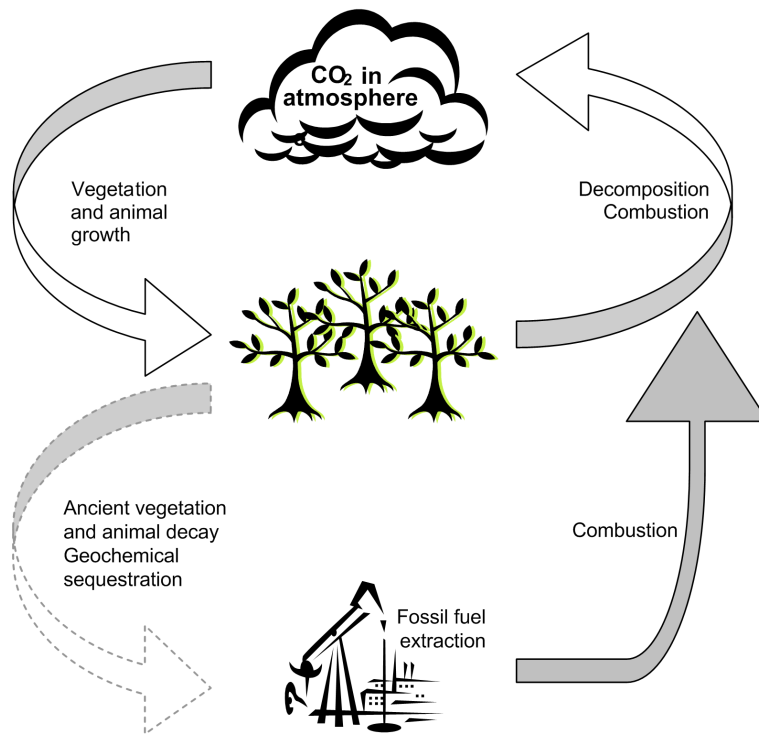 CO₂ in
atmosphere
Vegetation
and animal
growth
Decomposition
Combustion
Ancient vegetation
and animal decay
Geochemical
sequestration
Combustion
Fossil fuel
extraction